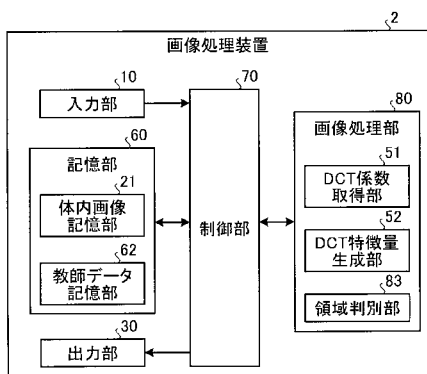 2
画像処理装置
10
入力部
70
制御部
60
記憶部
21
体内画像
記憶部
62
教師データ
記憶部
30
出力部
80
画像処理部
51
DCT係数
取得部
52
DCT特徴量
生成部
83
領域判別部